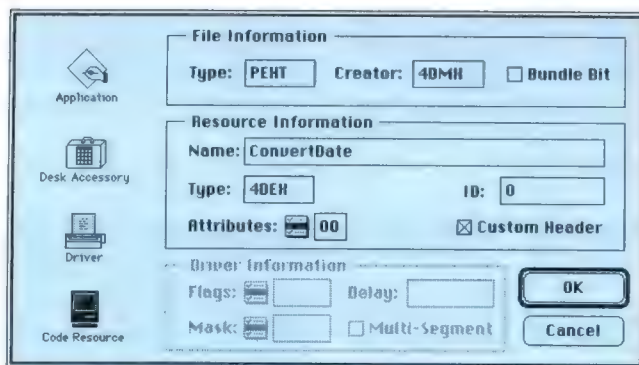 File Information
Type: PEHT Creator: 4DMX Bundle Bit
Application
Resource Information
Name: ConvertDate
Desk Accessory
Type: 4DEX ID: 0
Attributes: 00 Custom Header
Driver
Driver Information
Flags: Delay: OK
Mask: Multi-Segment Cancel
Code Resource